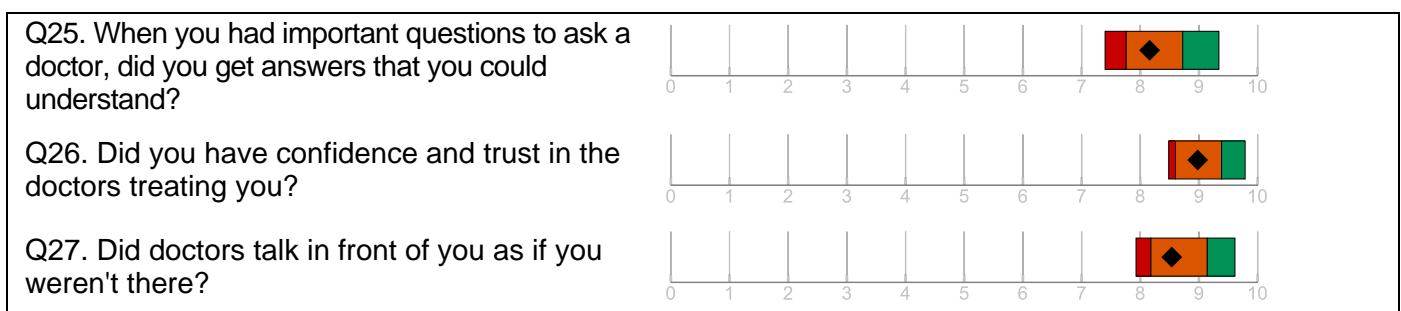 Q25. When you had important questions to ask a
doctor, did you get answers that you could
understand?
0 1 2 3 4 5 6 7 8 9 10
Q26. Did you have confidence and trust in the
doctors treating you?
0 1 2 3 4 5 6 7 8 9 10
Q27. Did doctors talk in front of you as if you
weren't there?
0 1 2 3 4 5 6 7 8 9 10